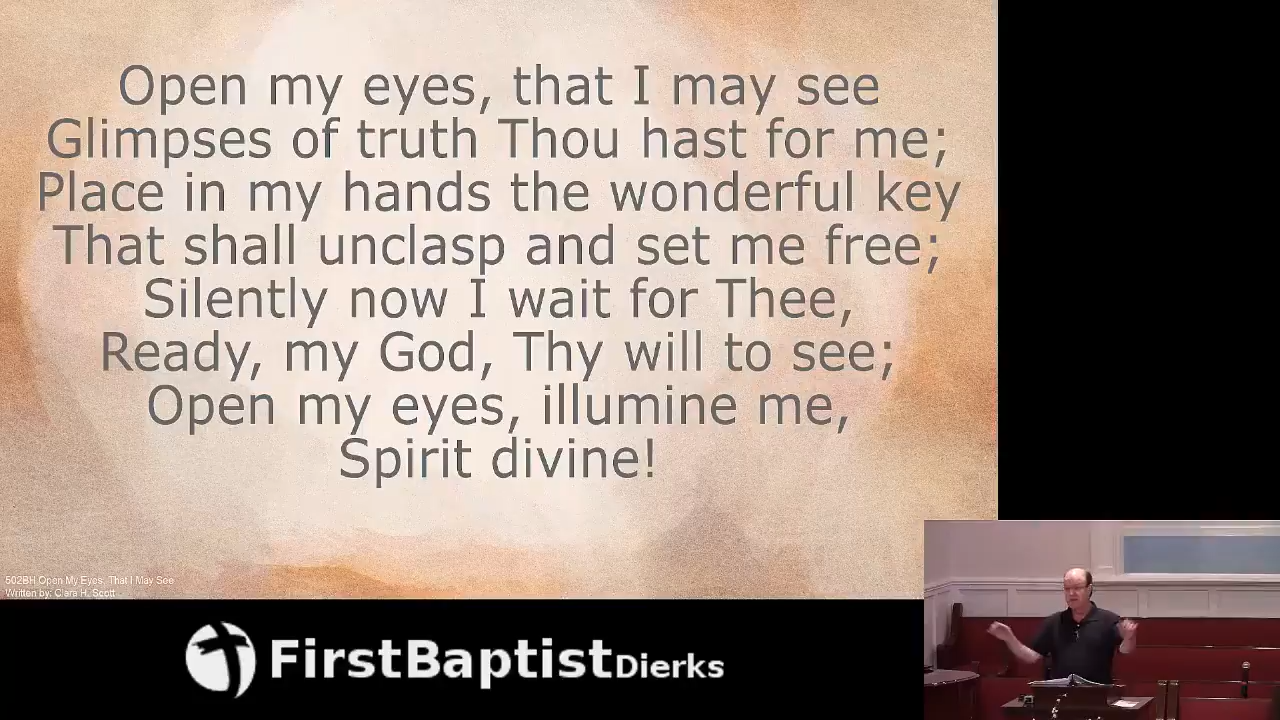 Open my eyes, that I may see
Glimpses of truth Thou hast for me;
Place in my hands the wonderful key
That shall unclasp and set me free;
Silently now I wait for Thee,
Ready, my God, Thy will to see;
Open my eyes, illumine me,
Spirit divine!
502BH Open My Eyes, That I May See
Written by: Clara H. Scott
FirstBaptistDierks